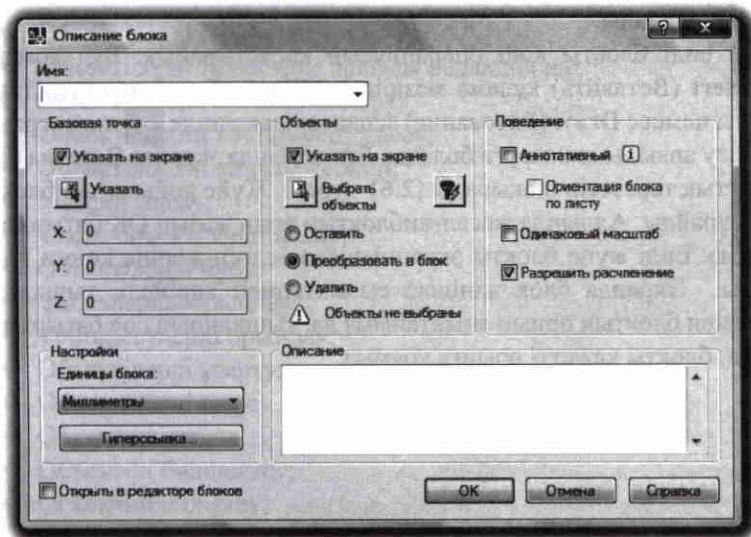 Описание блока
Имя:
Базовая точка
Указать на экране
Указать
X: 0
Y: 0
Z: 0
Объекты
Указать на экране
Выбрать
объекты
Оставить
Преобразовать в блок
Удалить
Объекты не выбраны
Поведение
Аннотативный
Ориентация блока
по листу
Одинаковый масштаб
Разрешить расчленение
Настройки
Единицы блока:
Миллиметры
Гиперссылка...
Описание
Открыть в редакторе блоков
OK
Отмена
Справка